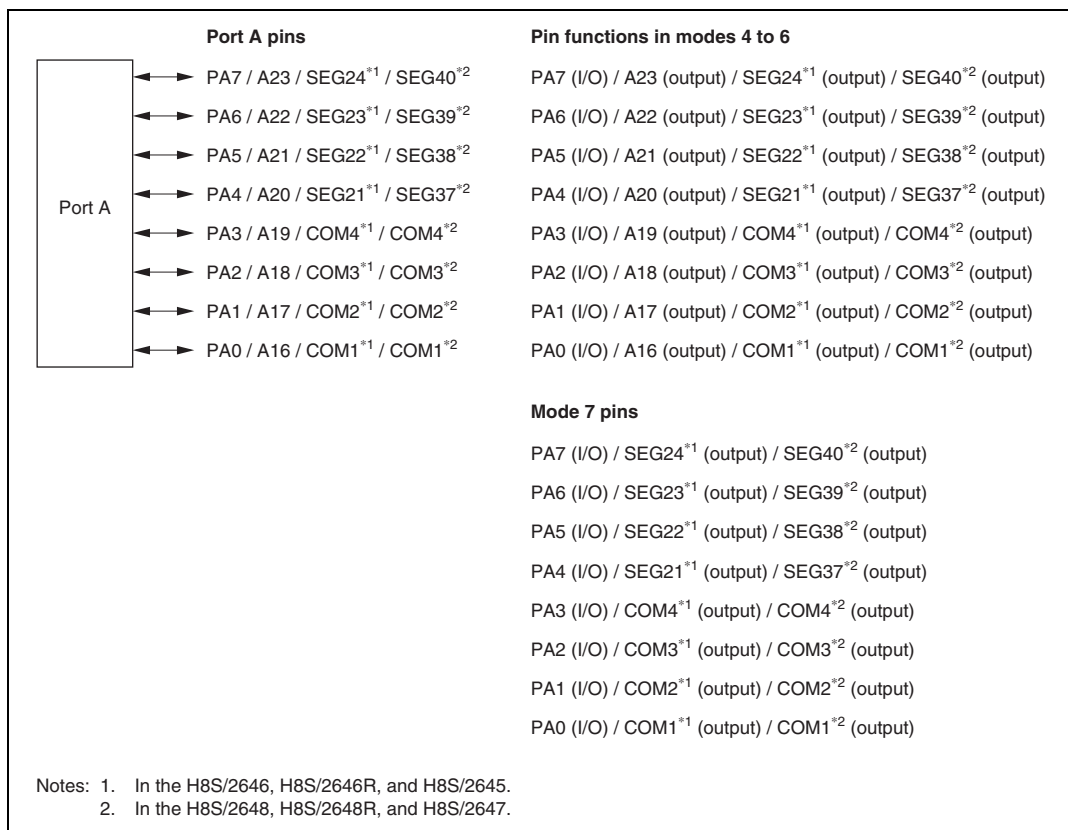 Port A pins Pin functions in modes 4 to 6
PA7 / A23 / SEG24*1 / SEG40*2 PA7 (I/O) / A23 (output) / SEG24*1 (output) / SEG40*2 (output)
PA6 / A22 / SEG23*1 / SEG39*2 PA6 (I/O) / A22 (output) / SEG23*1 (output) / SEG39*2 (output)
PA5 / A21 / SEG22*1 / SEG38*2 PA5 (I/O) / A21 (output) / SEG22*1 (output) / SEG38*2 (output)
PA4 / A20 / SEG21*1 / SEG37*2 PA4 (I/O) / A20 (output) / SEG21*1 (output) / SEG37*2 (output)
Port A
PA3 / A19 / COM4*1 / COM4*2 PA3 (I/O) / A19 (output) / COM4*1 (output) / COM4*2 (output)
PA2 / A18 / COM3*1 / COM3*2 PA2 (I/O) / A18 (output) / COM3*1 (output) / COM3*2 (output)
PA1 / A17 / COM2*1 / COM2*2 PA1 (I/O) / A17 (output) / COM2*1 (output) / COM2*2 (output)
PA0 / A16 / COM1*1 / COM1*2 PA0 (I/O) / A16 (output) / COM1*1 (output) / COM1*2 (output)
Mode 7 pins
PA7 (I/O) / SEG24*1 (output) / SEG40*2 (output)
PA6 (I/O) / SEG23*1 (output) / SEG39*2 (output)
PA5 (I/O) / SEG22*1 (output) / SEG38*2 (output)
PA4 (I/O) / SEG21*1 (output) / SEG37*2 (output)
PA3 (I/O) / COM4*1 (output) / COM4*2 (output)
PA2 (I/O) / COM3*1 (output) / COM3*2 (output)
PA1 (I/O) / COM2*1 (output) / COM2*2 (output)
PA0 (I/O) / COM1*1 (output) / COM1*2 (output)
Notes: 1. In the H8S/2646, H8S/2646R, and H8S/2645.
2. In the H8S/2648, H8S/2648R, and H8S/2647.